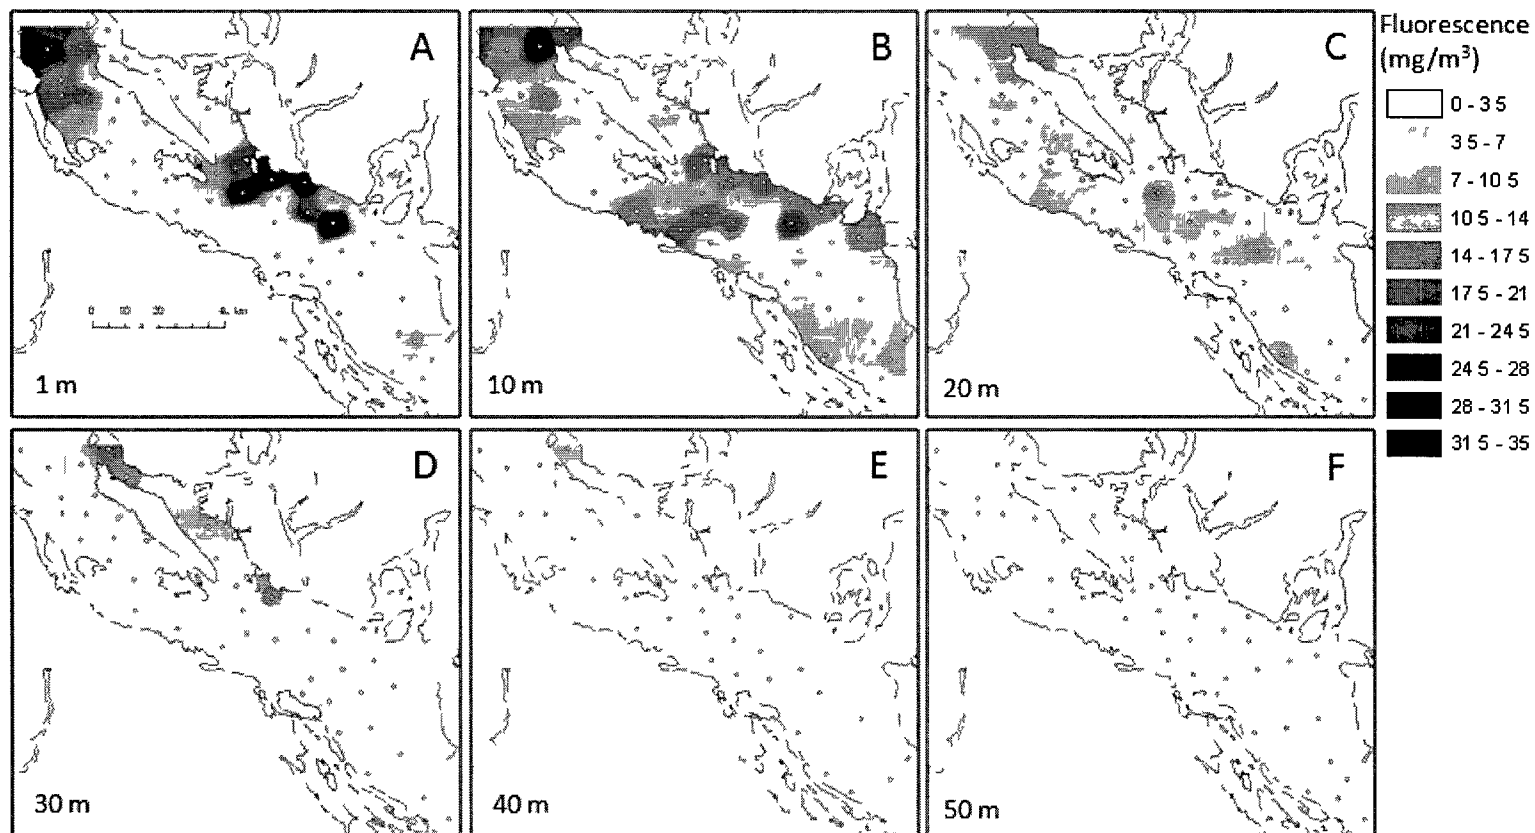 A
B
C
Fluorescence
(mg/m³)
0 - 3 5
3 5 - 7
7 - 10 5
10 5 - 14
14 - 17 5
17 5 - 21
21 - 24 5
24 5 - 28
28 - 31 5
31 5 - 35
1 m
10 m
20 m
D
E
F
30 m
40 m
50 m